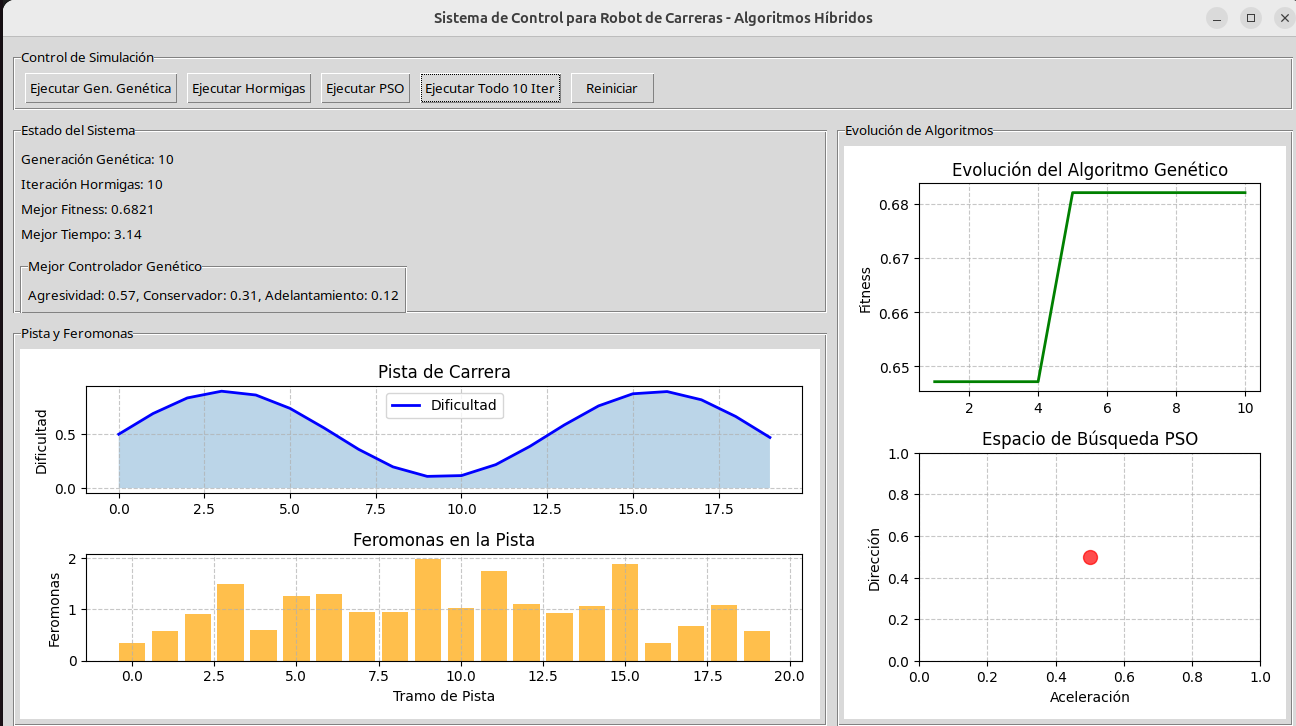 Sistema de Control para Robot de Carreras - Algoritmos Híbridos
Control de Simulación
Ejecutar Gen. Genética Ejecutar Hormigas Ejecutar PSO Ejecutar Todo 10 Iter Reiniciar
Estado del Sistema
Generación Genética: 10
Iteración Hormigas: 10
Mejor Fitness: 0.6821
Mejor Tiempo: 3.14
Mejor Controlador Genético
Agresividad: 0.57, Conservador: 0.31, Adelantamiento: 0.12
Pista y Feromonas
Pista de Carrera
Dificultad
Dificultad
0.5
0.0
0.0 2.5 5.0 7.5 10.0 12.5 15.0 17.5
Feromonas en la Pista
Feromonas
2
1
0
0.0 2.5 5.0 7.5 10.0 12.5 15.0 17.5 20.0
Tramo de Pista
Evolución de Algoritmos
Evolución del Algoritmo Genético
Fitness
0.68
0.67
0.66
0.65
2 4 6 8 10
Espacio de Búsqueda PSO
Dirección
1.0
0.8
0.6
0.4
0.2
0.0
0.0 0.2 0.4 0.6 0.8 1.0
Aceleración